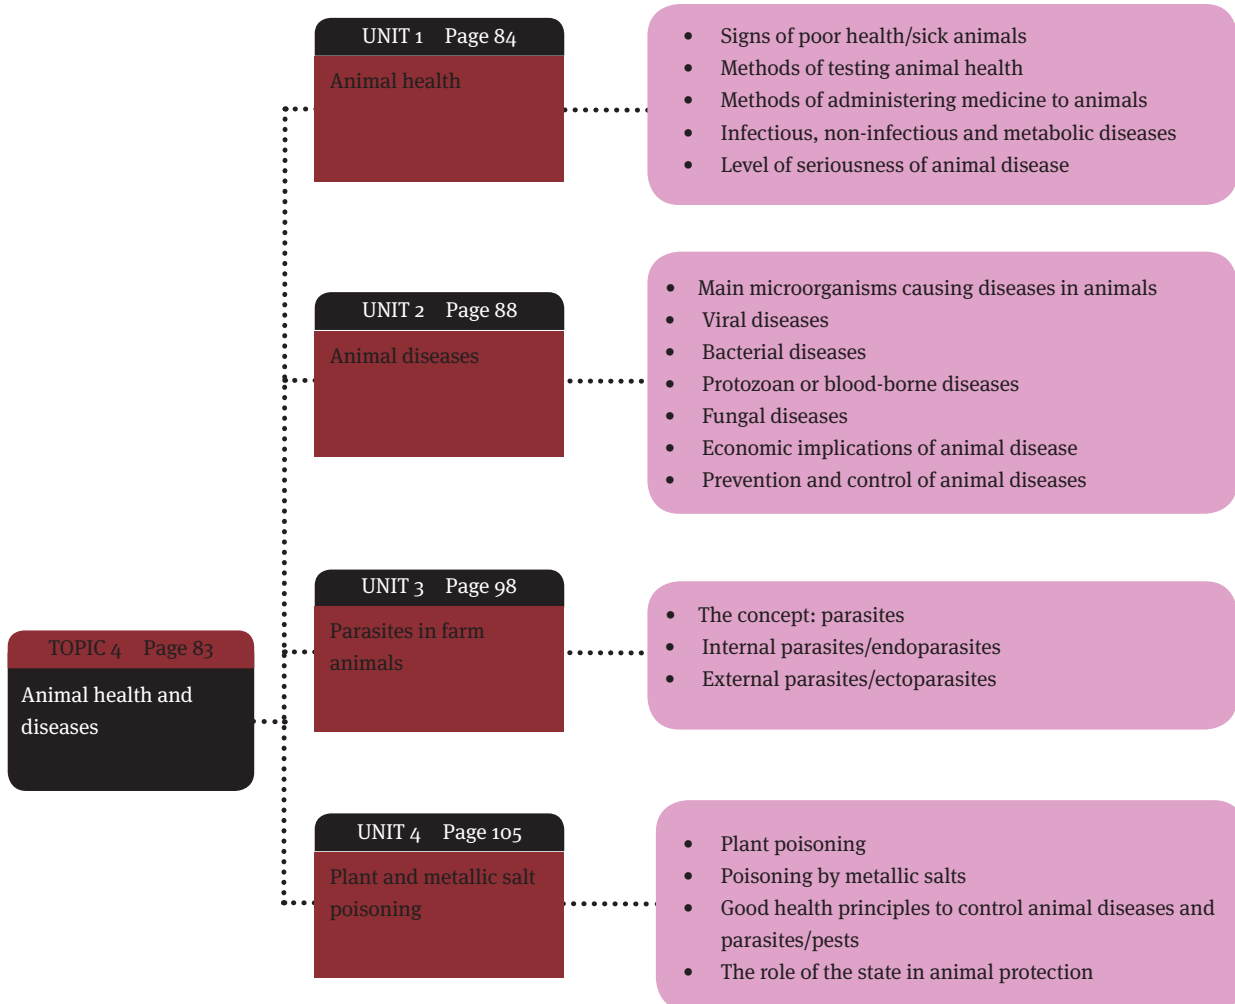 TOPIC 4 Page 83
Animal health and
diseases
UNIT 1 Page 84
Animal health
• Signs of poor health/sick animals
• Methods of testing animal health
• Methods of administering medicine to animals
• Infectious, non-infectious and metabolic diseases
• Level of seriousness of animal disease
UNIT 2 Page 88
Animal diseases
• Main microorganisms causing diseases in animals
• Viral diseases
• Bacterial diseases
• Protozoan or blood-borne diseases
• Fungal diseases
• Economic implications of animal disease
• Prevention and control of animal diseases
UNIT 3 Page 98
Parasites in farm
animals
• The concept: parasites
• Internal parasites/endoparasites
• External parasites/ectoparasites
UNIT 4 Page 105
Plant and metallic salt
poisoning
• Plant poisoning
• Poisoning by metallic salts
• Good health principles to control animal diseases and
parasites/pests
• The role of the state in animal protection